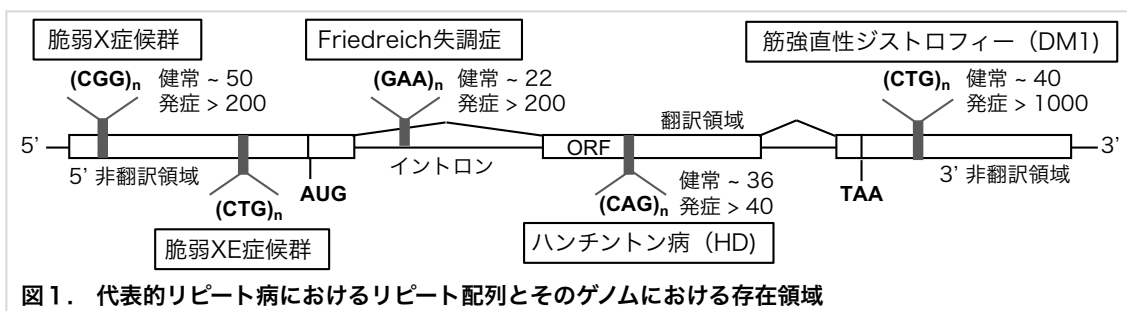 脆弱X症候群
(CGG)n 健常 ~ 50
発症 > 200
Friedreich失調症
(GAA)n 健常 ~ 22
発症 > 200
筋強直性ジストロフィー（DM1)
(CTG)n 健常 ~ 40
発症 > 1000
5’
5’ 非翻訳領域
(CTG)n
AUG
脆弱XE症候群
イントロン
ORF
翻訳領域
(CAG)n 健常 ~ 36
発症 > 40
ハンチントン病（HD)
TAA
3’ 非翻訳領域
3’
図１． 代表的リピート病におけるリピート配列とそのゲノムにおける存在領域